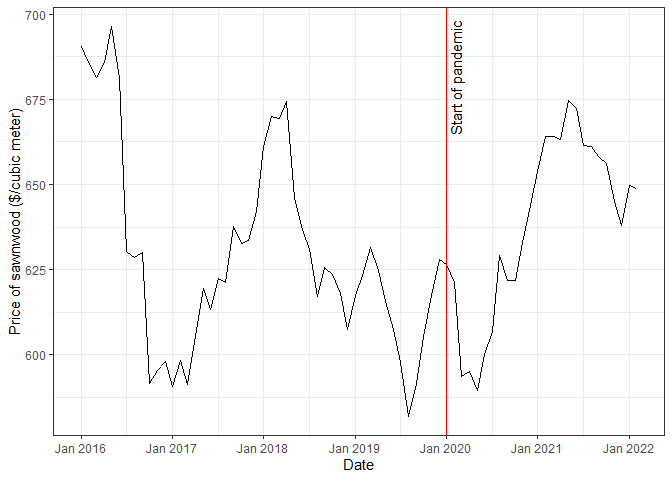 700
675
650
625
600
Price of sawnwood ($/cubic meter)
Start of pandemic
Jan 2016
Jan 2017
Jan 2018
Jan 2019
Jan 2020
Jan 2021
Jan 2022
Date